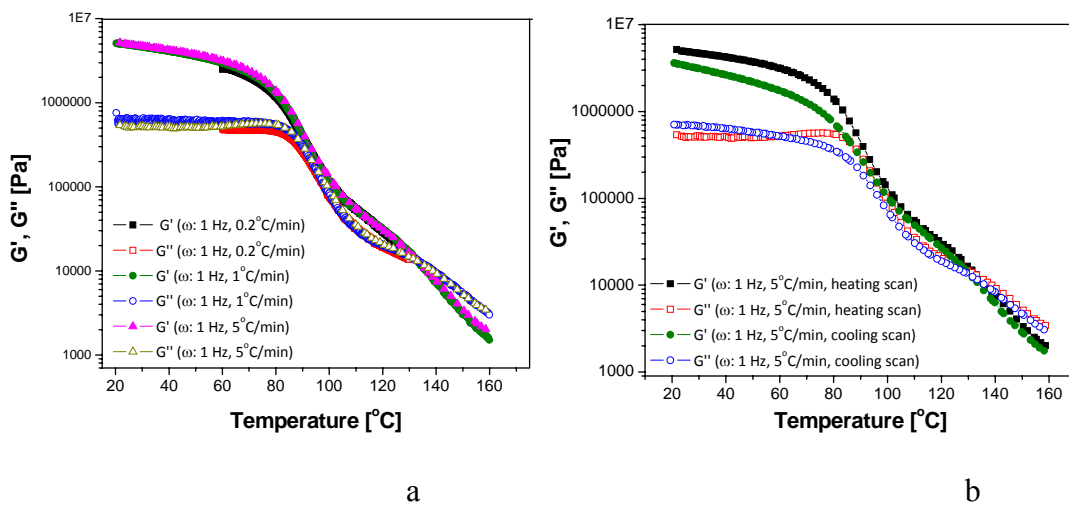 1E7
1000000
100000
10000
1000
G', G" [Pa]
G' (ω: 1 Hz, 0.2°C/min)
G" (ω: 1 Hz, 0.2°C/min)
G' (ω: 1 Hz, 1°C/min)
G" (ω: 1 Hz, 1°C/min)
G' (ω: 1 Hz, 5°C/min)
G" (ω: 1 Hz, 5°C/min)
20 40 60 80 100 120 140 160
Temperature [°C]
a
1E7
1000000
100000
10000
1000
G', G" [Pa]
G' (ω: 1 Hz, 5°C/min, heating scan)
G" (ω: 1 Hz, 5°C/min, heating scan)
G' (ω: 1 Hz, 5°C/min, cooling scan)
G" (ω: 1 Hz, 5°C/min, cooling scan)
20 40 60 80 100 120 140 160
Temperature [°C]
b